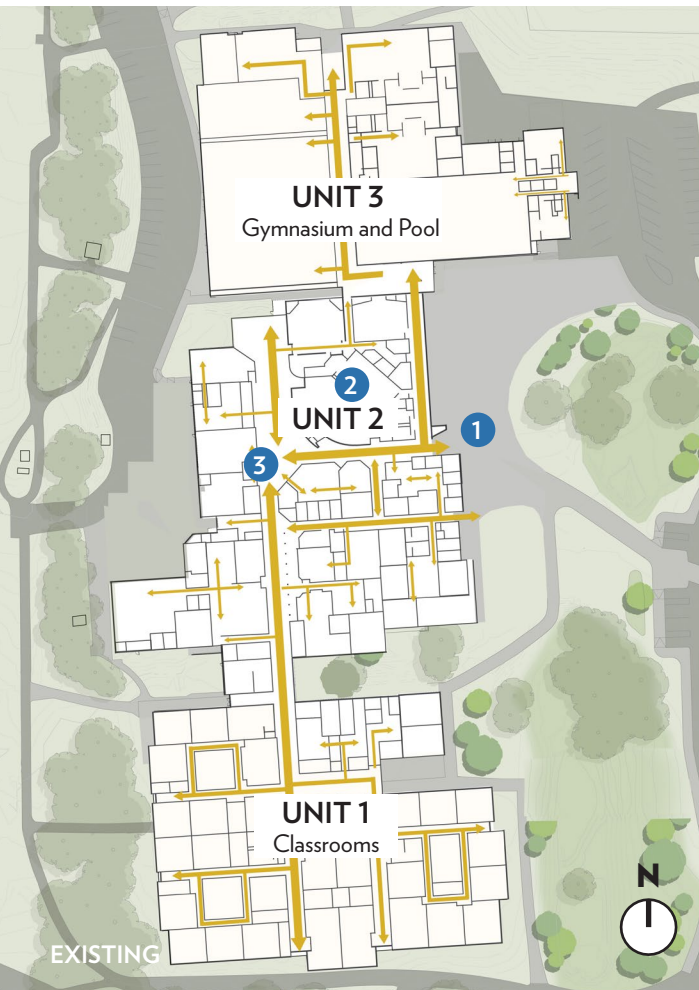 UNIT 3
Gymnasium and Pool
2
UNIT 2
1
3
UNIT 1
Classrooms
N
EXISTING